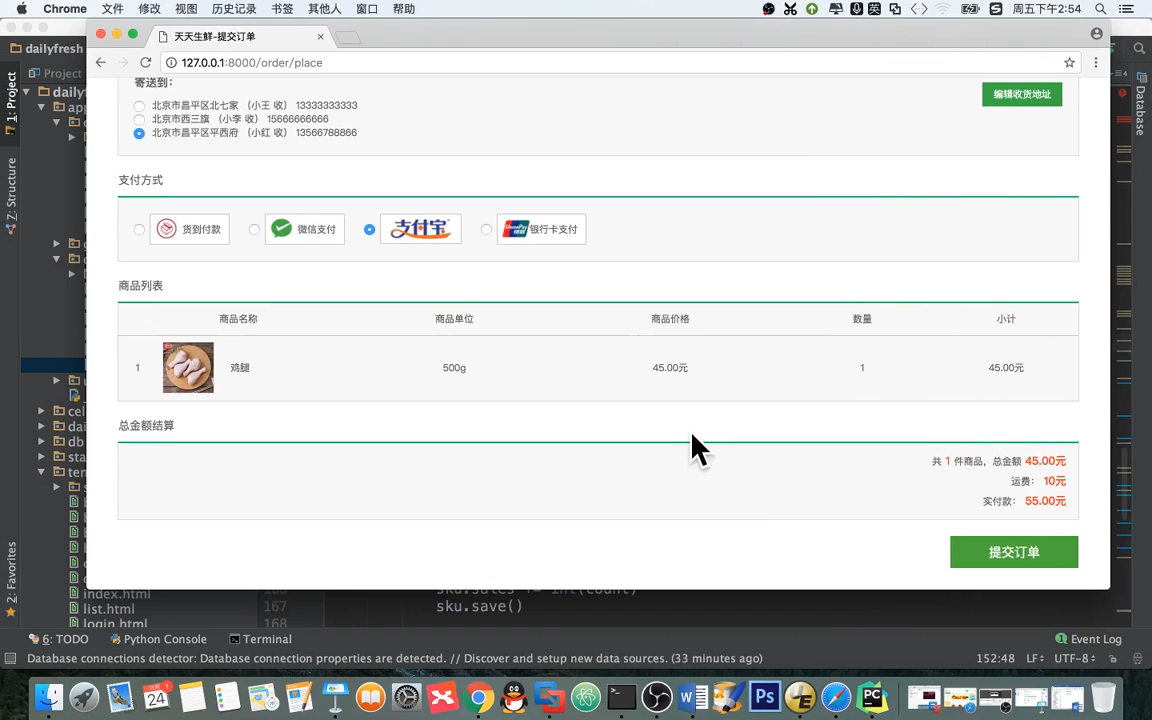 Chrome 文件 修改 视图 历史记录 书签 其他人 窗口 帮助 周五下午2:54
天天生鲜-提交订单
127.0.0.1:8000/order/place
dailyfresh
Project
寄送到：
编辑收货地址
北京市昌平区北七家 （小王 收） 13333333333
北京市西三旗 （小李 收） 15666666666
北京市昌平区平西府 （小红 收） 13566788866
支付方式
货到付款 微信支付 支付宝 UnionPay 银联 银行卡支付
商品列表
商品名称 商品单位 商品价格 数量 小计
1 鸡腿 500g 45.00元 1 45.00元
总金额结算
共 1 件商品，总金额 45.00元
运费： 10元
实付款： 55.00元
提交订单
1: Project
Z: Structure
2: Favorites
Database
index.html
list.html
login.html
167
168
sku.save()
6: TODO Python Console Terminal 1 Event Log
Database connections detector: Database connection properties are detected. // Discover and setup new data sources. (33 minutes ago) 152:48 LF UTF-8
24
Ps
PC